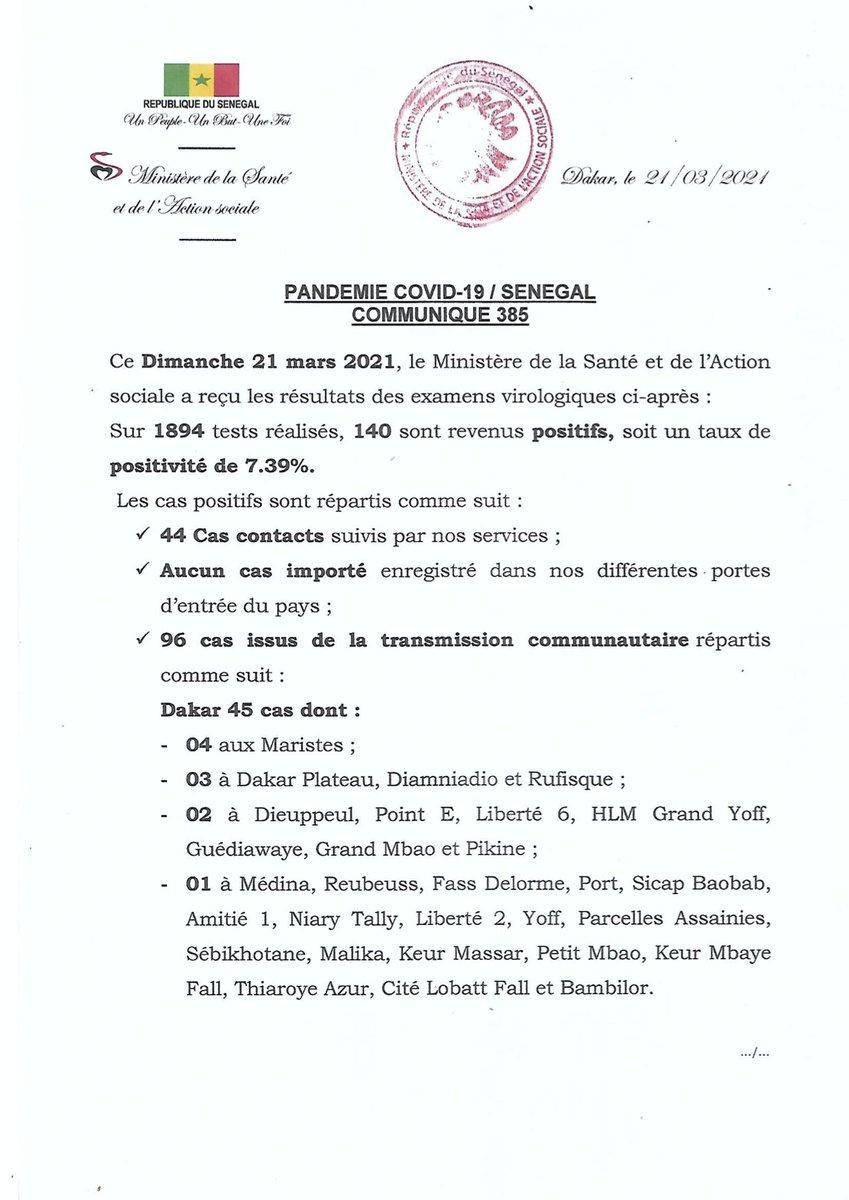 REPUBLIQUE DU SENEGAL
Un Peuple - Un But - Une Foi
Ministère de la Santé
et de l'Action sociale
République du Sénégal
MINISTERE DE LA SANTE ET DE L'ACTION SOCIALE
Dakar, le 21/03/2021
PANDEMIE COVID-19 / SENEGAL
COMMUNIQUE 385
Ce Dimanche 21 mars 2021, le Ministère de la Santé et de l'Action
sociale a reçu les résultats des examens virologiques ci-après :
Sur 1894 tests réalisés, 140 sont revenus positifs, soit un taux de
positivité de 7.39%.
Les cas positifs sont répartis comme suit :
✓ 44 Cas contacts suivis par nos services ;
✓ Aucun cas importé enregistré dans nos différentes portes
d'entrée du pays ;
✓ 96 cas issus de la transmission communautaire répartis
comme suit :
Dakar 45 cas dont :
- 04 aux Maristes ;
- 03 à Dakar Plateau, Diamniadio et Rufisque ;
- 02 à Dieuppeul, Point E, Liberté 6, HLM Grand Yoff,
Guédiawaye, Grand Mbao et Pikine ;
- 01 à Médina, Reubeuss, Fass Delorme, Port, Sicap Baobab,
Amitié 1, Niary Tally, Liberté 2, Yoff, Parcelles Assainies,
Sébikhotane, Malika, Keur Massar, Petit Mbao, Keur Mbaye
Fall, Thiaroye Azur, Cité Lobatt Fall et Bambilor.
.../...